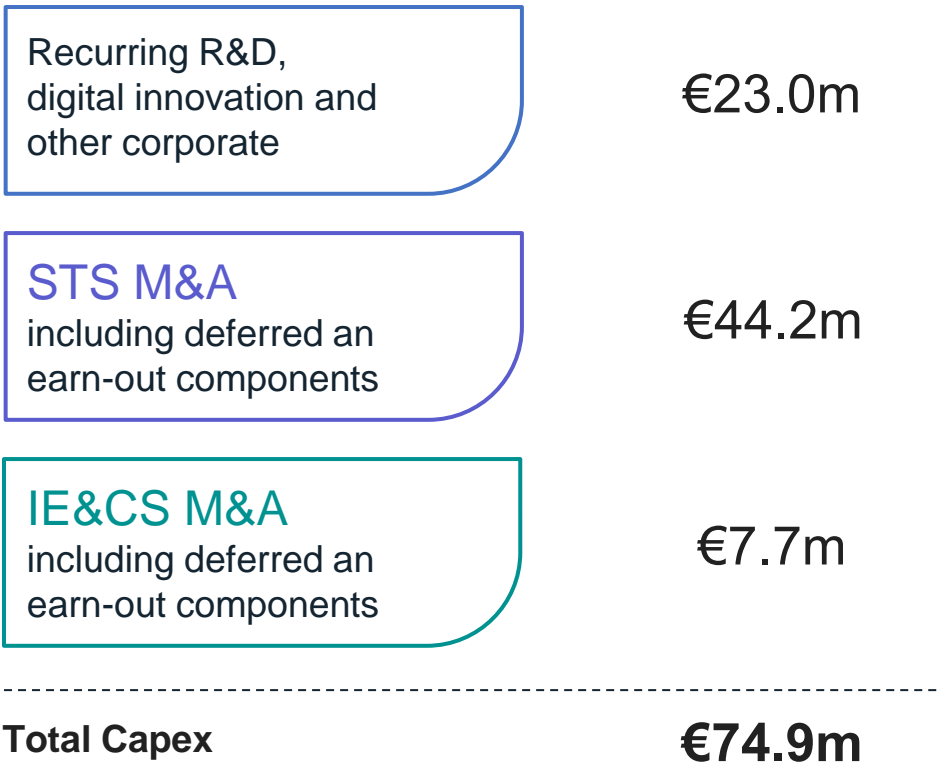 Recurring R&D,
digital innovation and
other corporate
€23.0m
STS M&A
including deferred an
earn-out components
€44.2m
IE&CS M&A
including deferred an
earn-out components
€7.7m
Total Capex
€74.9m